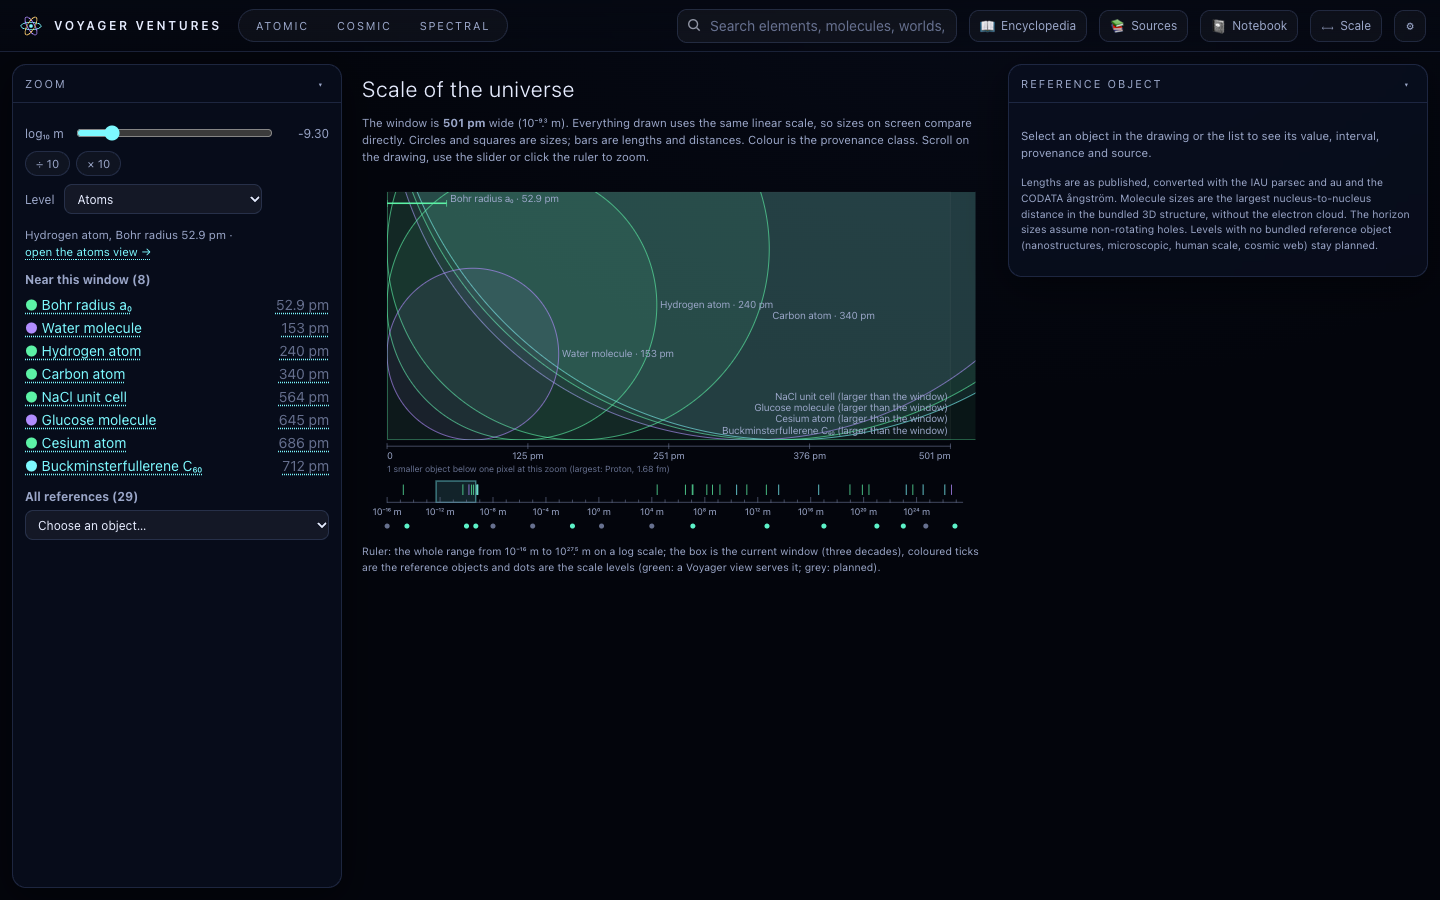 VOYAGER VENTURES
ATOMIC COSMIC SPECTRAL
Search elements, molecules, worlds,
Encyclopedia
Sources
Notebook
Scale
ZOOM
log₁₀ m -9.30
÷ 10 × 10
Level Atoms
Hydrogen atom, Bohr radius 52.9 pm ·
open the atoms view →
Near this window (8)
Bohr radius a₀ 52.9 pm
Water molecule 153 pm
Hydrogen atom 240 pm
Carbon atom 340 pm
NaCl unit cell 564 pm
Glucose molecule 645 pm
Cesium atom 686 pm
Buckminsterfullerene C₆₀ 712 pm
All references (29)
Choose an object...
Scale of the universe
The window is 501 pm wide (10⁻⁹·³ m). Everything drawn uses the same linear scale, so sizes on screen compare
directly. Circles and squares are sizes; bars are lengths and distances. Colour is the provenance class. Scroll on
the drawing, use the slider or click the ruler to zoom.
Bohr radius a₀ · 52.9 pm
Hydrogen atom · 240 pm
Carbon atom · 340 pm
Water molecule · 153 pm
NaCl unit cell (larger than the window)
Glucose molecule (larger than the window)
Cesium atom (larger than the window)
Buckminsterfullerene C₆₀ (larger than the window)
0 125 pm 251 pm 376 pm 501 pm
1 smaller object below one pixel at this zoom (largest: Proton, 1.68 fm)
10⁻¹⁶ m 10⁻¹² m 10⁻⁸ m 10⁻⁴ m 10⁰ m 10⁴ m 10⁸ m 10¹² m 10¹⁶ m 10²⁰ m 10²⁴ m
Ruler: the whole range from 10⁻¹⁶ m to 10²⁷·⁵ m on a log scale; the box is the current window (three decades), coloured ticks
are the reference objects and dots are the scale levels (green: a Voyager view serves it; grey: planned).
REFERENCE OBJECT
Select an object in the drawing or the list to see its value, interval,
provenance and source.
Lengths are as published, converted with the IAU parsec and au and the
CODATA ångström. Molecule sizes are the largest nucleus-to-nucleus
distance in the bundled 3D structure, without the electron cloud. The horizon
sizes assume non-rotating holes. Levels with no bundled reference object
(nanostructures, microscopic, human scale, cosmic web) stay planned.